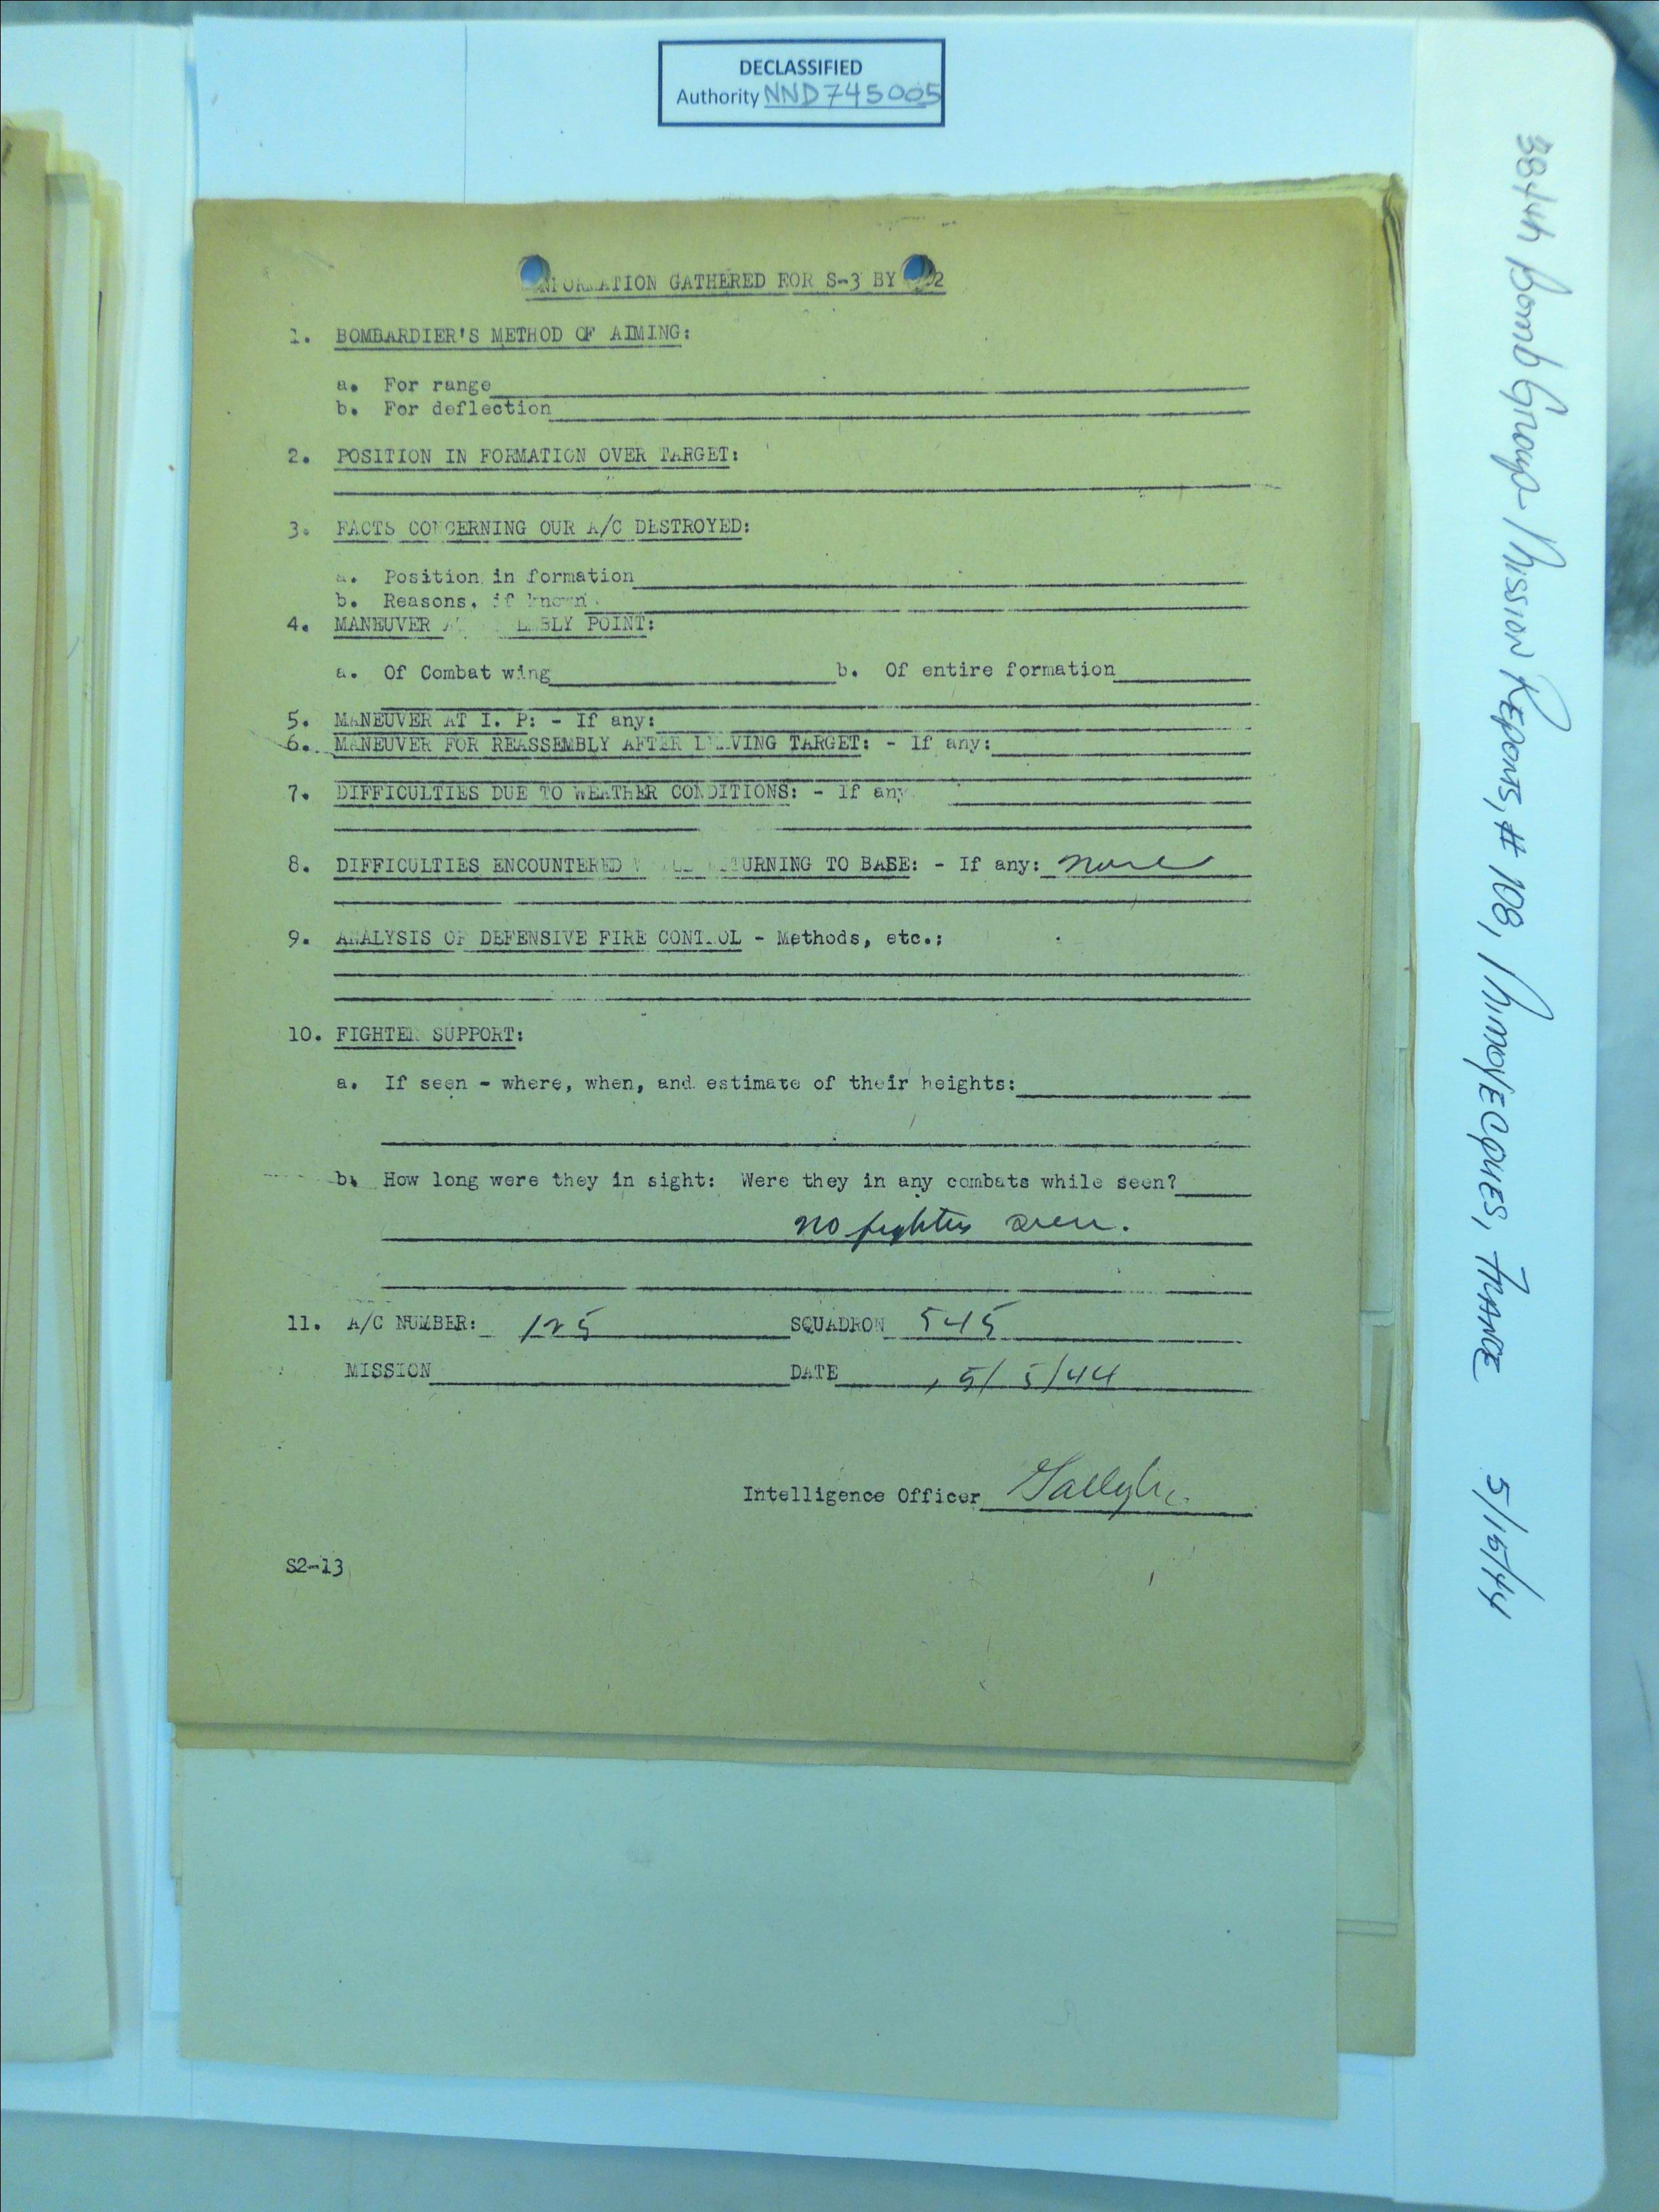 DECLASSIFIED
Authority NND745005
INFORMATION GATHERED FOR S-3 BY S-2
1. BOMBARDIER'S METHOD OF AIMING:
a. For range
b. For deflection
2. POSITION IN FORMATION OVER TARGET:
3. FACTS CONCERNING OUR A/C DESTROYED:
a. Position in formation
b. Reasons, if known
4. MANEUVER AT ASSEMBLY POINT:
a. Of Combat wing b. Of entire formation
5. MANEUVER AT I. P: - If any:
6. MANEUVER FOR REASSEMBLY AFTER LEAVING TARGET: - If any:
7. DIFFICULTIES DUE TO WEATHER CONDITIONS: - If any
8. DIFFICULTIES ENCOUNTERED WHILE RETURNING TO BASE: - If any: none
9. ANALYSIS OF DEFENSIVE FIRE CONTROL - Methods, etc.;
10. FIGHTER SUPPORT:
a. If seen - where, when, and estimate of their heights:
b. How long were they in sight: Were they in any combats while seen?
no fighters seen.
11. A/C NUMBER: 125 SQUADRON 545
MISSION DATE 5/5/44
Intelligence Officer
S2-13
384th Bomb Group - Mission Reports, # 108, Mimoyecques, France 5/15/44